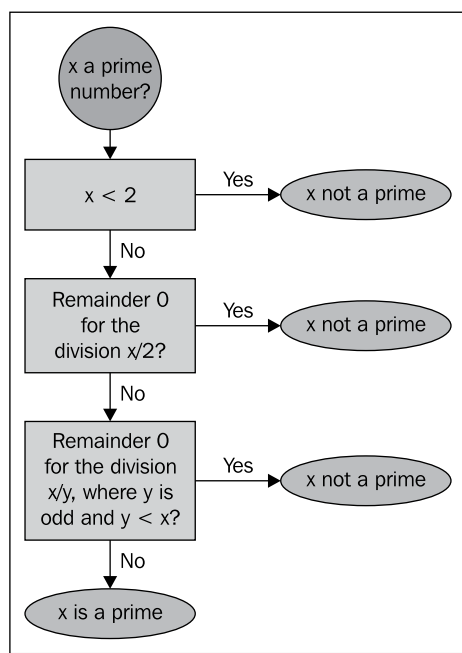 x a prime
number?
x < 2
Yes
x not a prime
No
Remainder 0
for the
division x/2?
Yes
x not a prime
No
Remainder 0
for the division
x/y, where y is
odd and y < x?
Yes
x not a prime
No
x is a prime